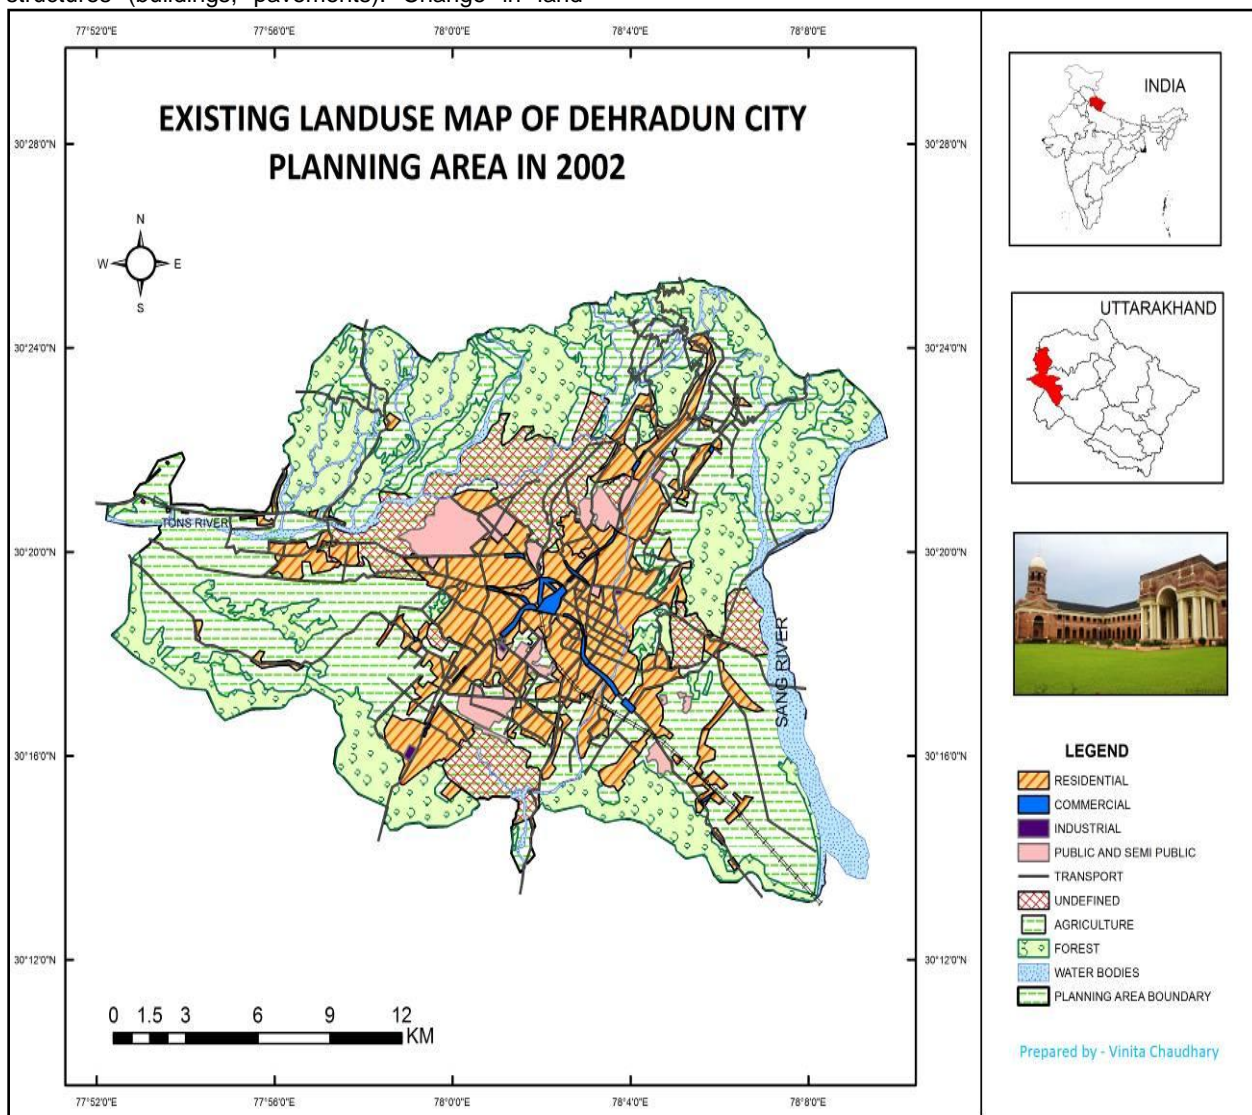 structures (buildings, pavements). Change in land
77°52'0"E 77°56'0"E 78°0'0"E 78°4'0"E 78°8'0"E
EXISTING LANDUSE MAP OF DEHRADUN CITY
PLANNING AREA IN 2002
30°28'0"N 30°28'0"N
N
W E
S
30°24'0"N 30°24'0"N
TONS RIVER
30°20'0"N 30°20'0"N
SANG RIVER
30°16'0"N 30°16'0"N
30°12'0"N 30°12'0"N
0 1.5 3 6 9 12
KM
77°52'0"E 77°56'0"E 78°0'0"E 78°4'0"E 78°8'0"E
INDIA
UTTARAKHAND
LEGEND
RESIDENTIAL
COMMERCIAL
INDUSTRIAL
PUBLIC AND SEMI PUBLIC
TRANSPORT
UNDEFINED
AGRICULTURE
FOREST
WATER BODIES
PLANNING AREA BOUNDARY
Prepared by - Vinita Chaudhary